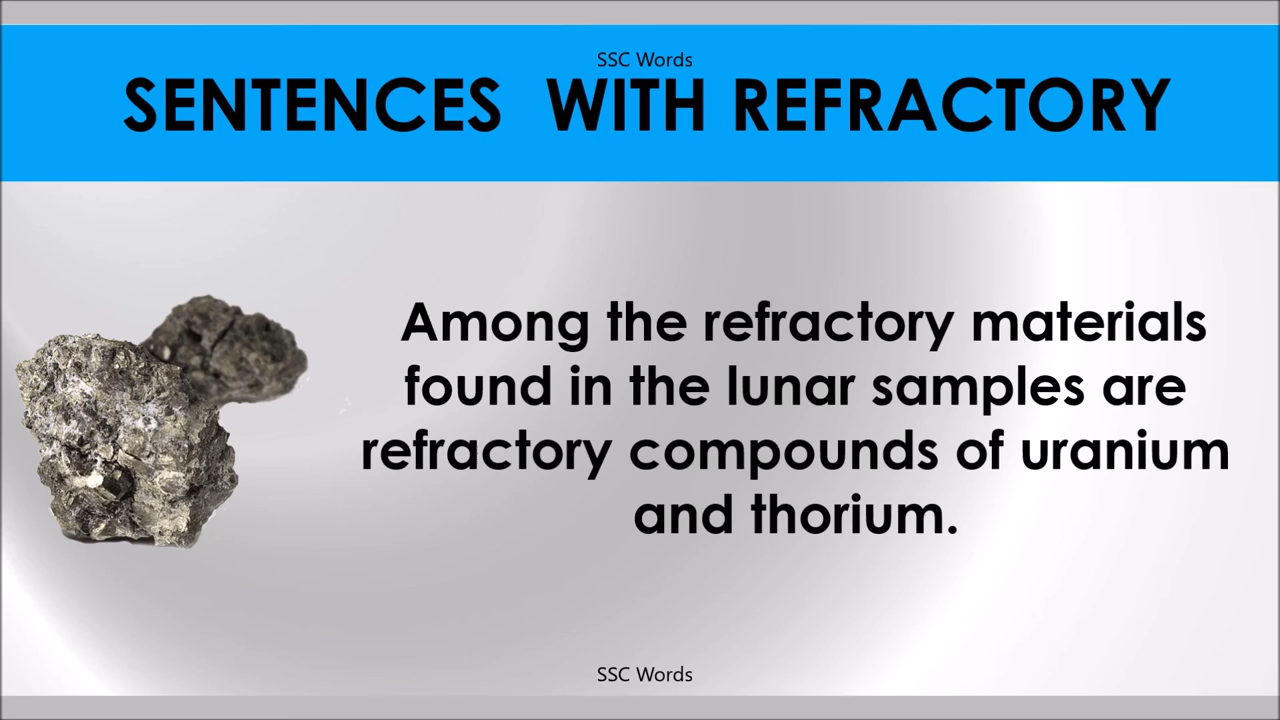 SSC Words
SENTENCES WITH REFRACTORY
Among the refractory materials
found in the lunar samples are
refractory compounds of uranium
and thorium.
SSC Words